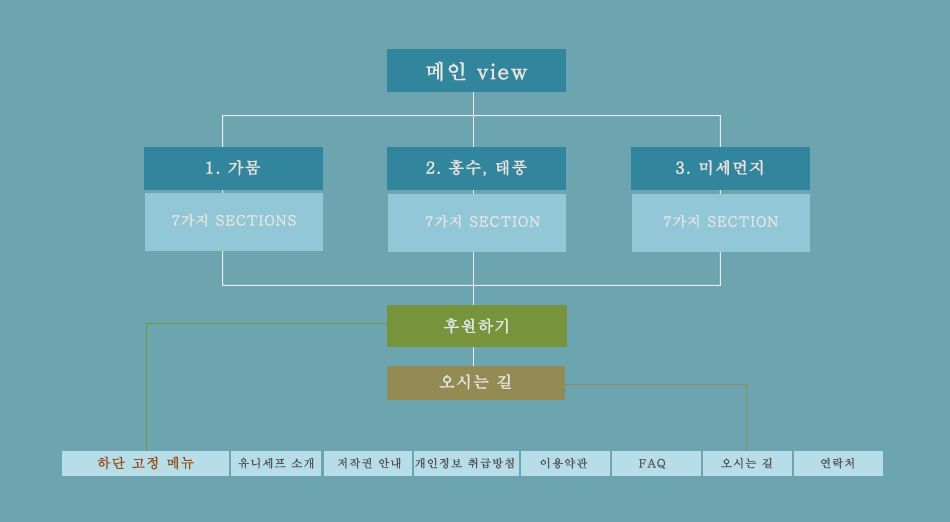 메인 view
1. 가뭄
2. 홍수, 태풍
3. 미세먼지
7가지 SECTIONS
7가지 SECTION
7가지 SECTION
후원하기
오시는 길
하단 고정 메뉴
유니세프 소개
저작권 안내
개인정보 취급방침
이용약관
FAQ
오시는 길
연락처